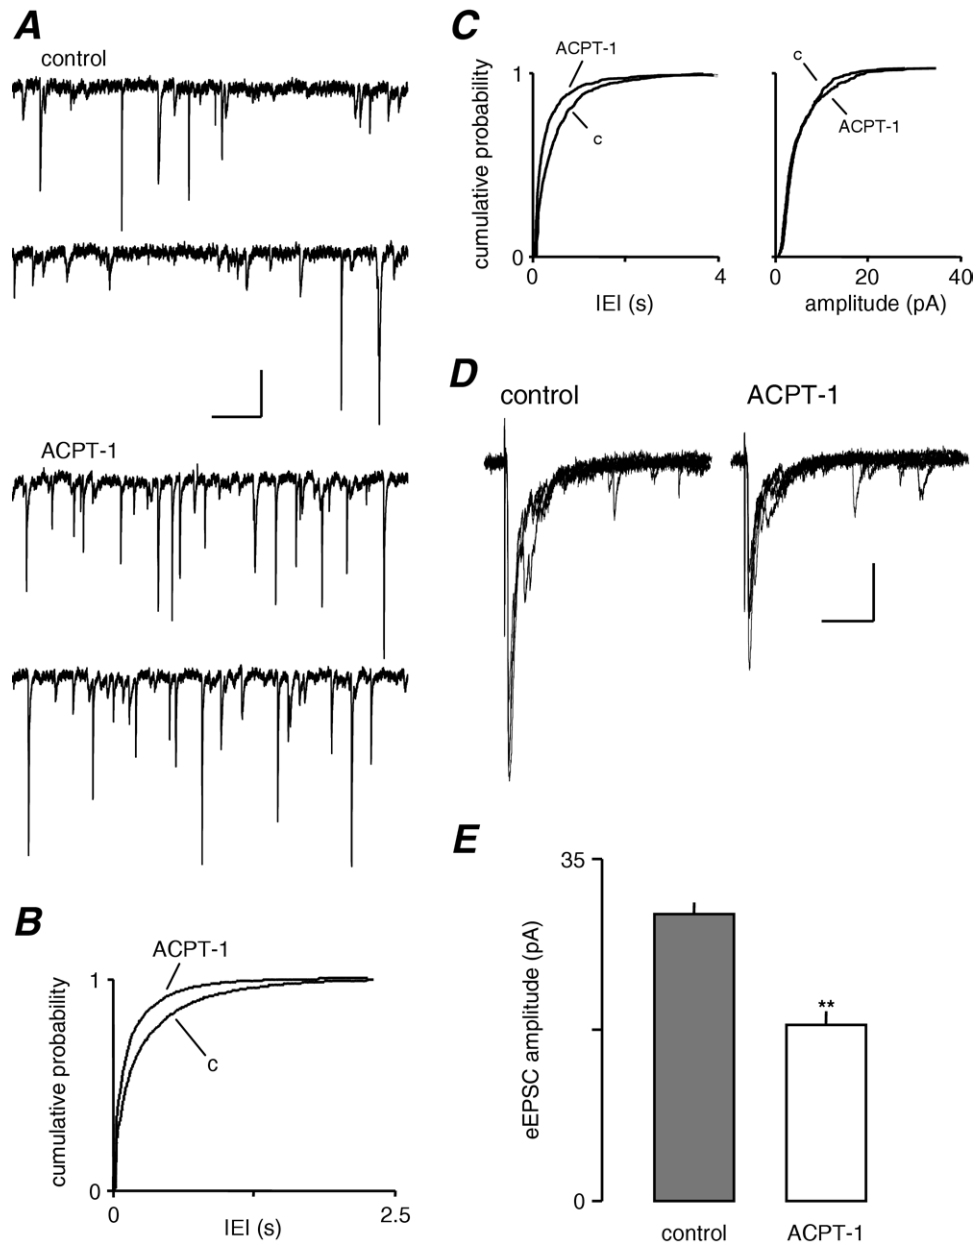 A
control
ACPT-1
B
ACPT-1
c
cumulative probability
1
0
0
2.5
IEI (s)
C
ACPT-1
c
cumulative probability
1
0
0
4
IEI (s)
c
ACPT-1
1
0
0
20
40
amplitude (pA)
D
control
ACPT-1
E
35
eEPSC amplitude (pA)
**
0
control
ACPT-1